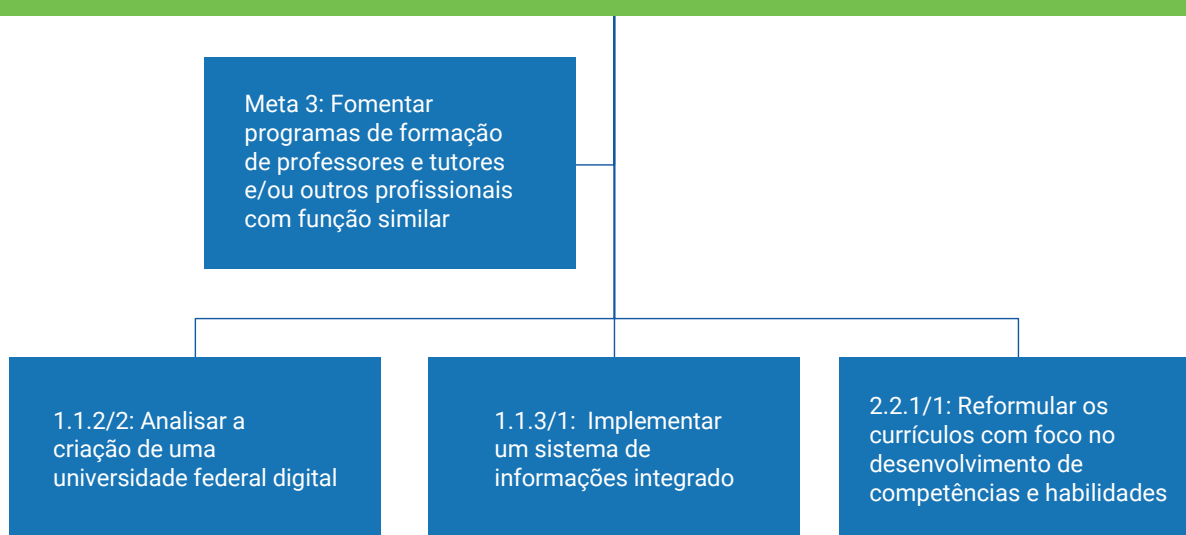 Meta 3: Fomentar
programas de formação
de professores e tutores
e/ou outros profissionais
com função similar
1.1.2/2: Analisar a
criação de uma
universidade federal digital
1.1.3/1: Implementar
um sistema de
informações integrado
2.2.1/1: Reformular os
currículos com foco no
desenvolvimento de
competências e habilidades